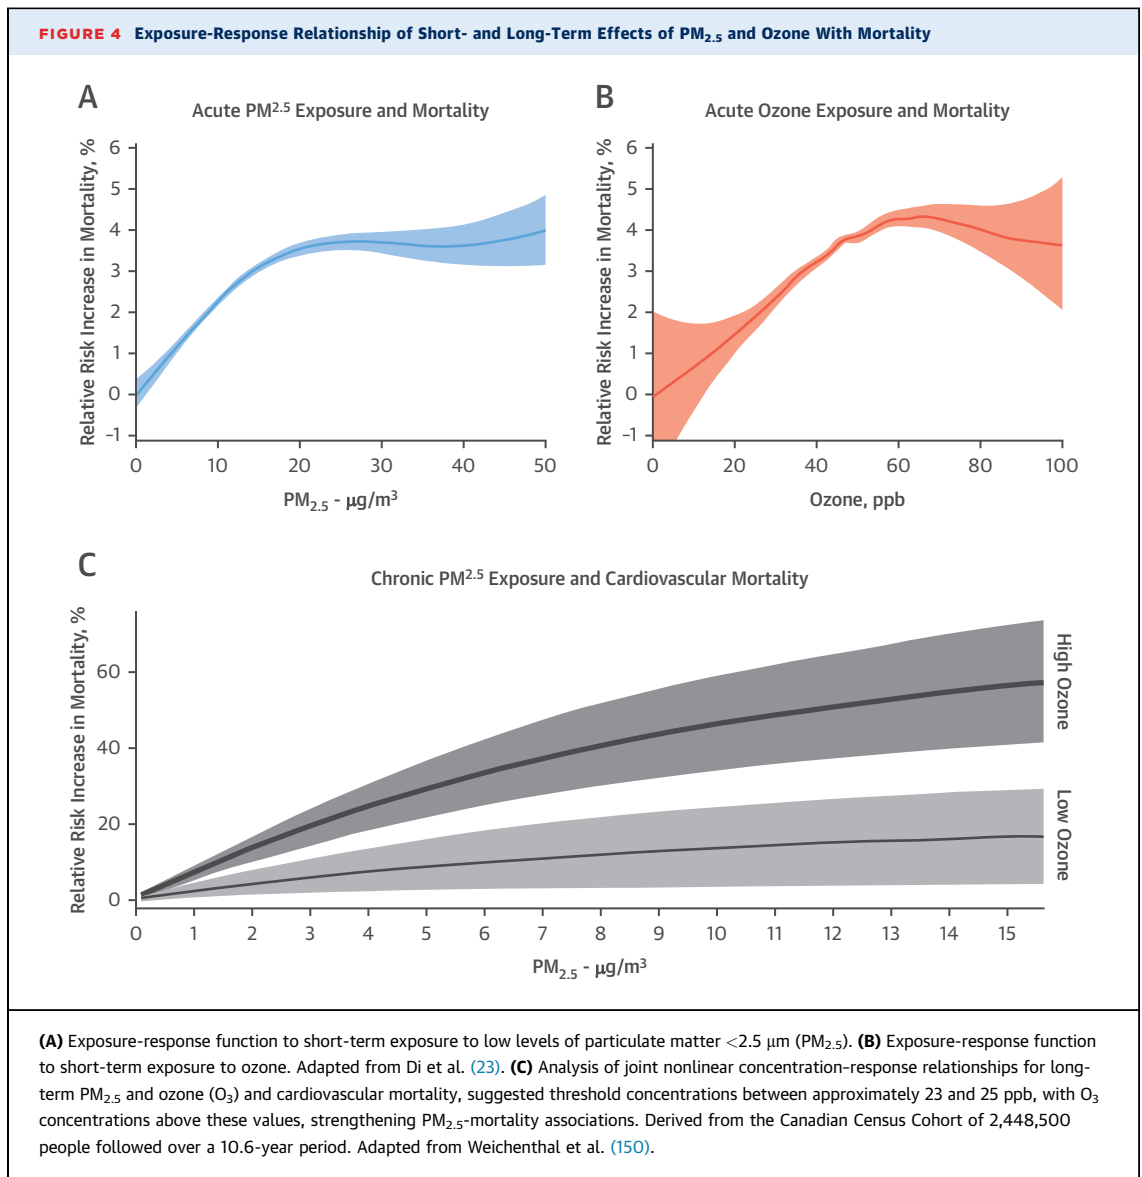 FIGURE 4 Exposure-Response Relationship of Short- and Long-Term Effects of PM2.5 and Ozone With Mortality
A
Acute PM2.5 Exposure and Mortality
Relative Risk Increase in Mortality, %
6
5
4
3
2
1
0
–1
0 10 20 30 40 50
PM2.5 - μg/m3
B
Acute Ozone Exposure and Mortality
Relative Risk Increase in Mortality, %
6
5
4
3
2
1
0
–1
0 20 40 60 80 100
Ozone, ppb
C
Chronic PM2.5 Exposure and Cardiovascular Mortality
Relative Risk Increase in Mortality, %
60
40
20
0
High Ozone
Low Ozone
0 1 2 3 4 5 6 7 8 9 10 11 12 13 14 15
PM2.5 - μg/m3
(A) Exposure-response function to short-term exposure to low levels of particulate matter <2.5 μm (PM2.5). (B) Exposure-response function
to short-term exposure to ozone. Adapted from Di et al. (23). (C) Analysis of joint nonlinear concentration–response relationships for long-
term PM2.5 and ozone (O3) and cardiovascular mortality, suggested threshold concentrations between approximately 23 and 25 ppb, with O3
concentrations above these values, strengthening PM2.5-mortality associations. Derived from the Canadian Census Cohort of 2,448,500
people followed over a 10.6-year period. Adapted from Weichenthal et al. (150).